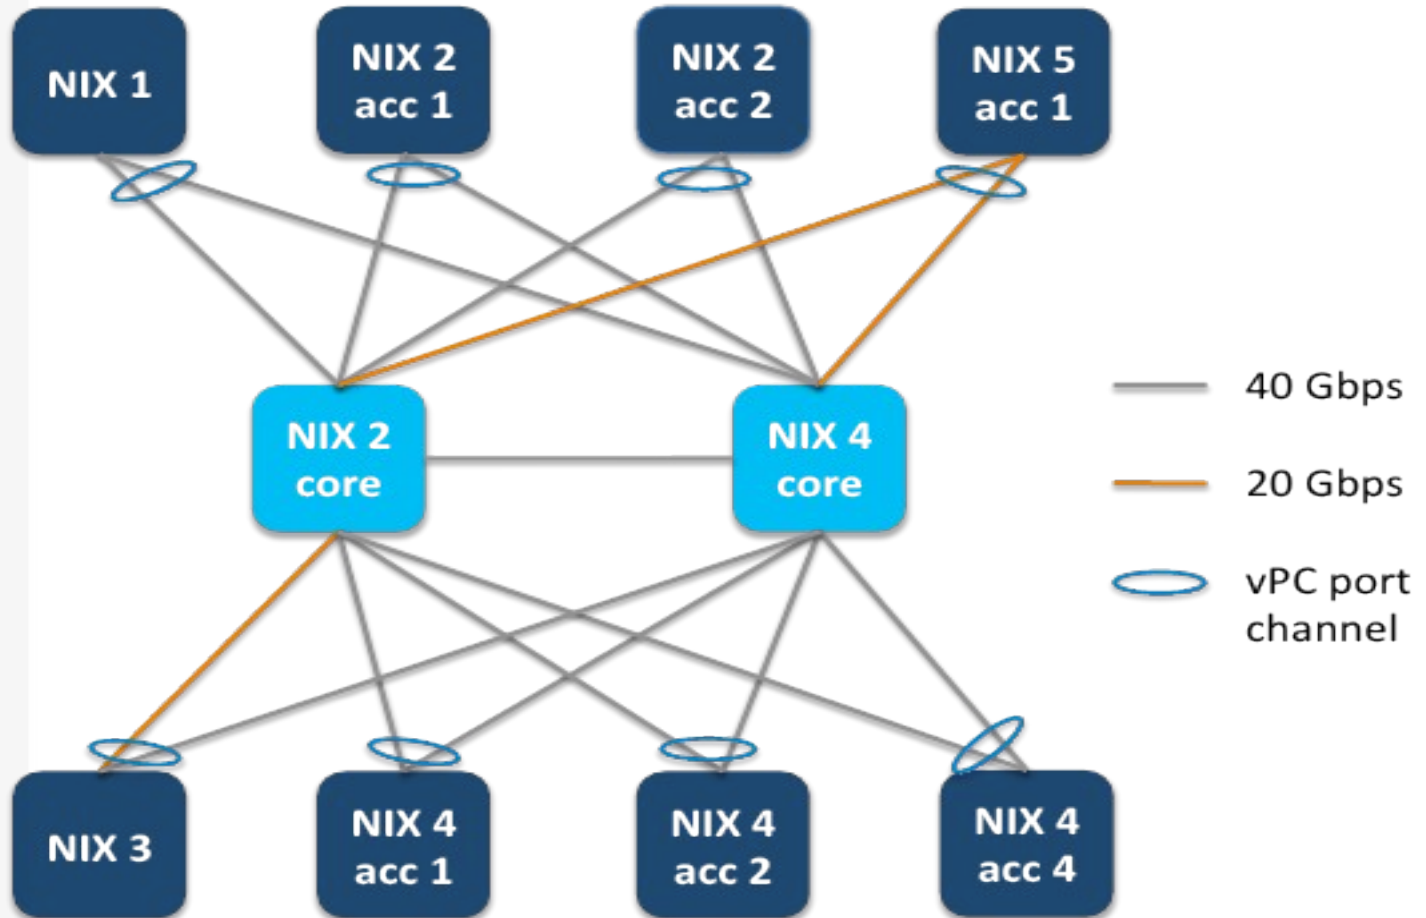 NIX 1
NIX 2
acc 1
NIX 2
acc 2
NIX 5
acc 1
NIX 2
core
NIX 4
core
40 Gbps
20 Gbps
vPC port
channel
NIX 3
NIX 4
acc 1
NIX 4
acc 2
NIX 4
acc 4